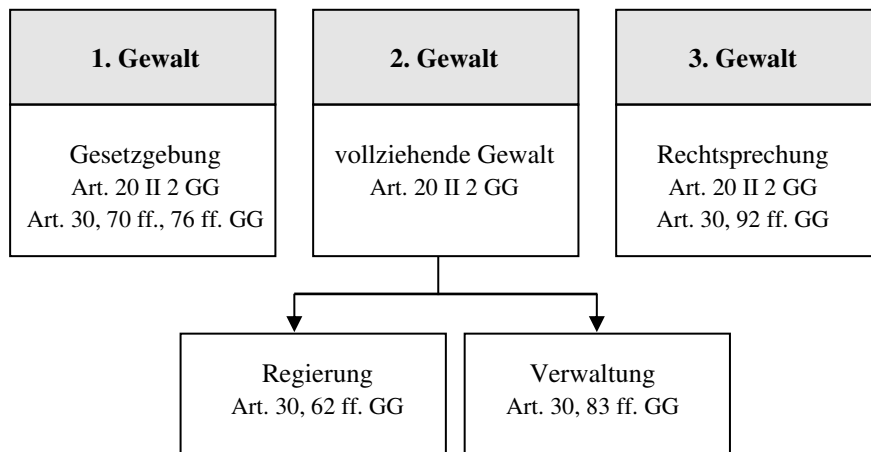 1. Gewalt
Gesetzgebung
Art. 20 II 2 GG
Art. 30, 70 ff., 76 ff. GG
2. Gewalt
vollziehende Gewalt
Art. 20 II 2 GG
3. Gewalt
Rechtsprechung
Art. 20 II 2 GG
Art. 30, 92 ff. GG
Regierung
Art. 30, 62 ff. GG
Verwaltung
Art. 30, 83 ff. GG